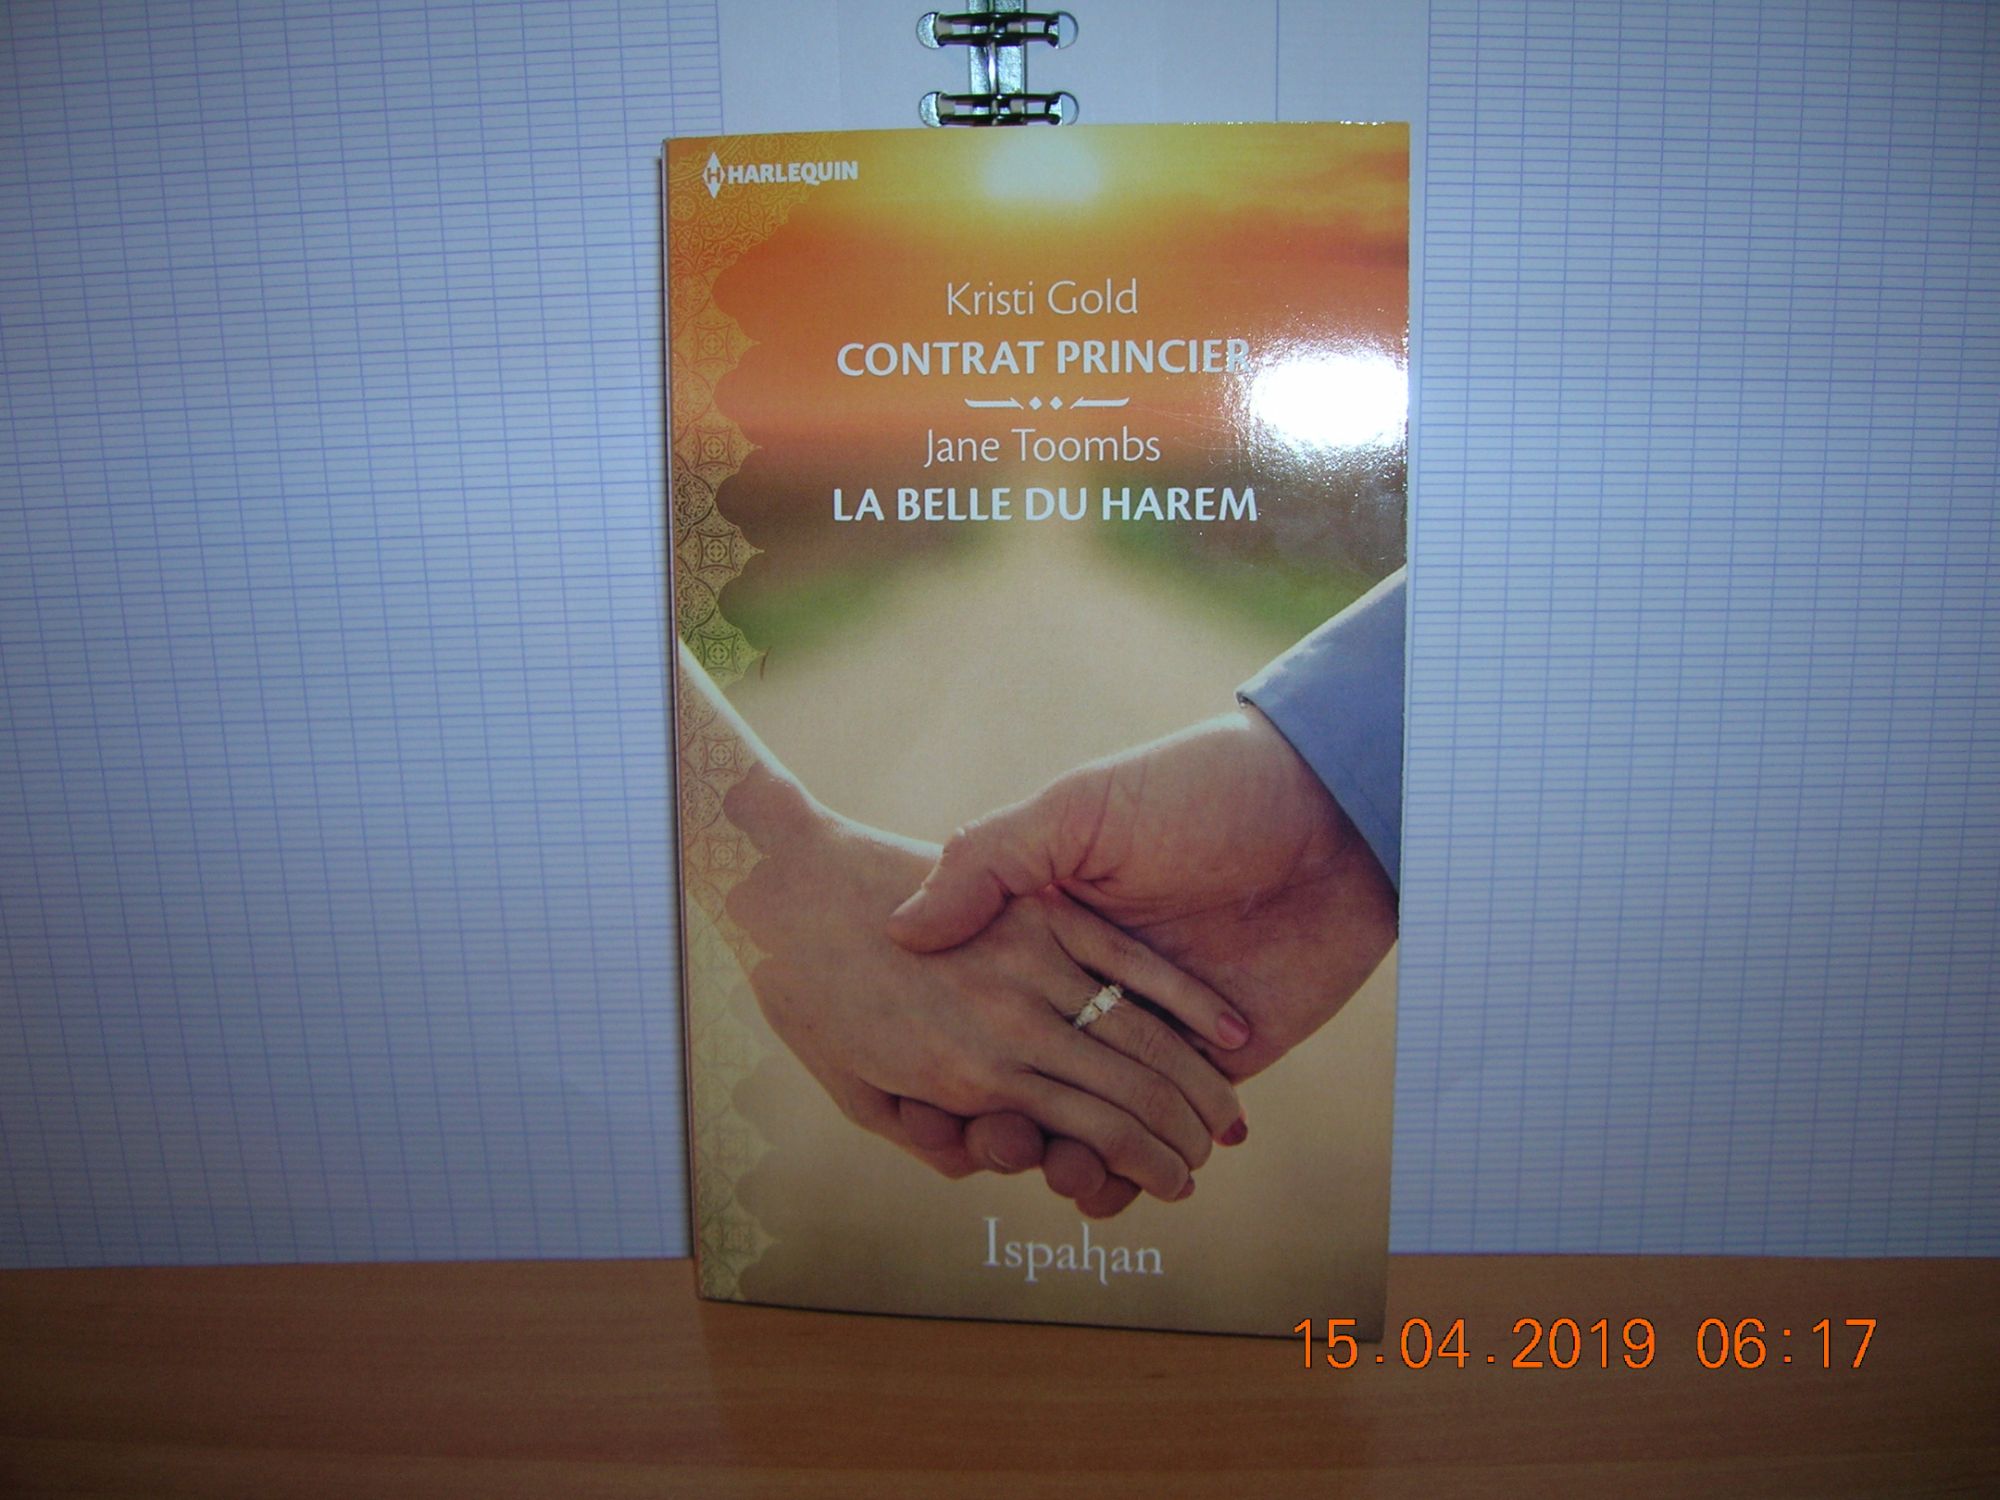 HARLEQUIN
Kristi Gold
CONTRAT PRINCIER
Jane Toombs
LA BELLE DU HAREM
Ispahan
15.04.2019 06:17